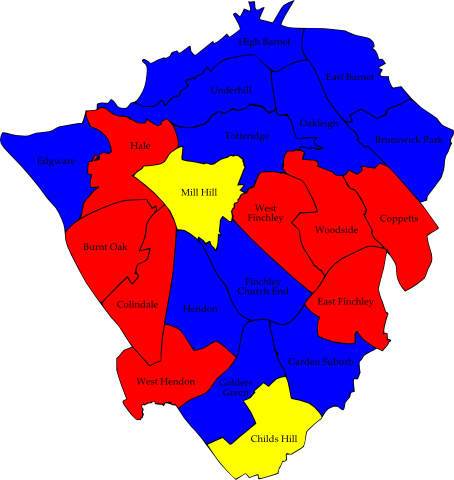 High Barnet
East Barnet
Underhill
Oakleigh
Totteridge
Brunswick Park
Hale
Edgware
Mill Hill
West
Finchley
Coppetts
Woodside
Burnt Oak
Finchley
Church End
East Finchley
Colindale
Hendon
Garden Suburb
West Hendon
Golders
Green
Childs Hill